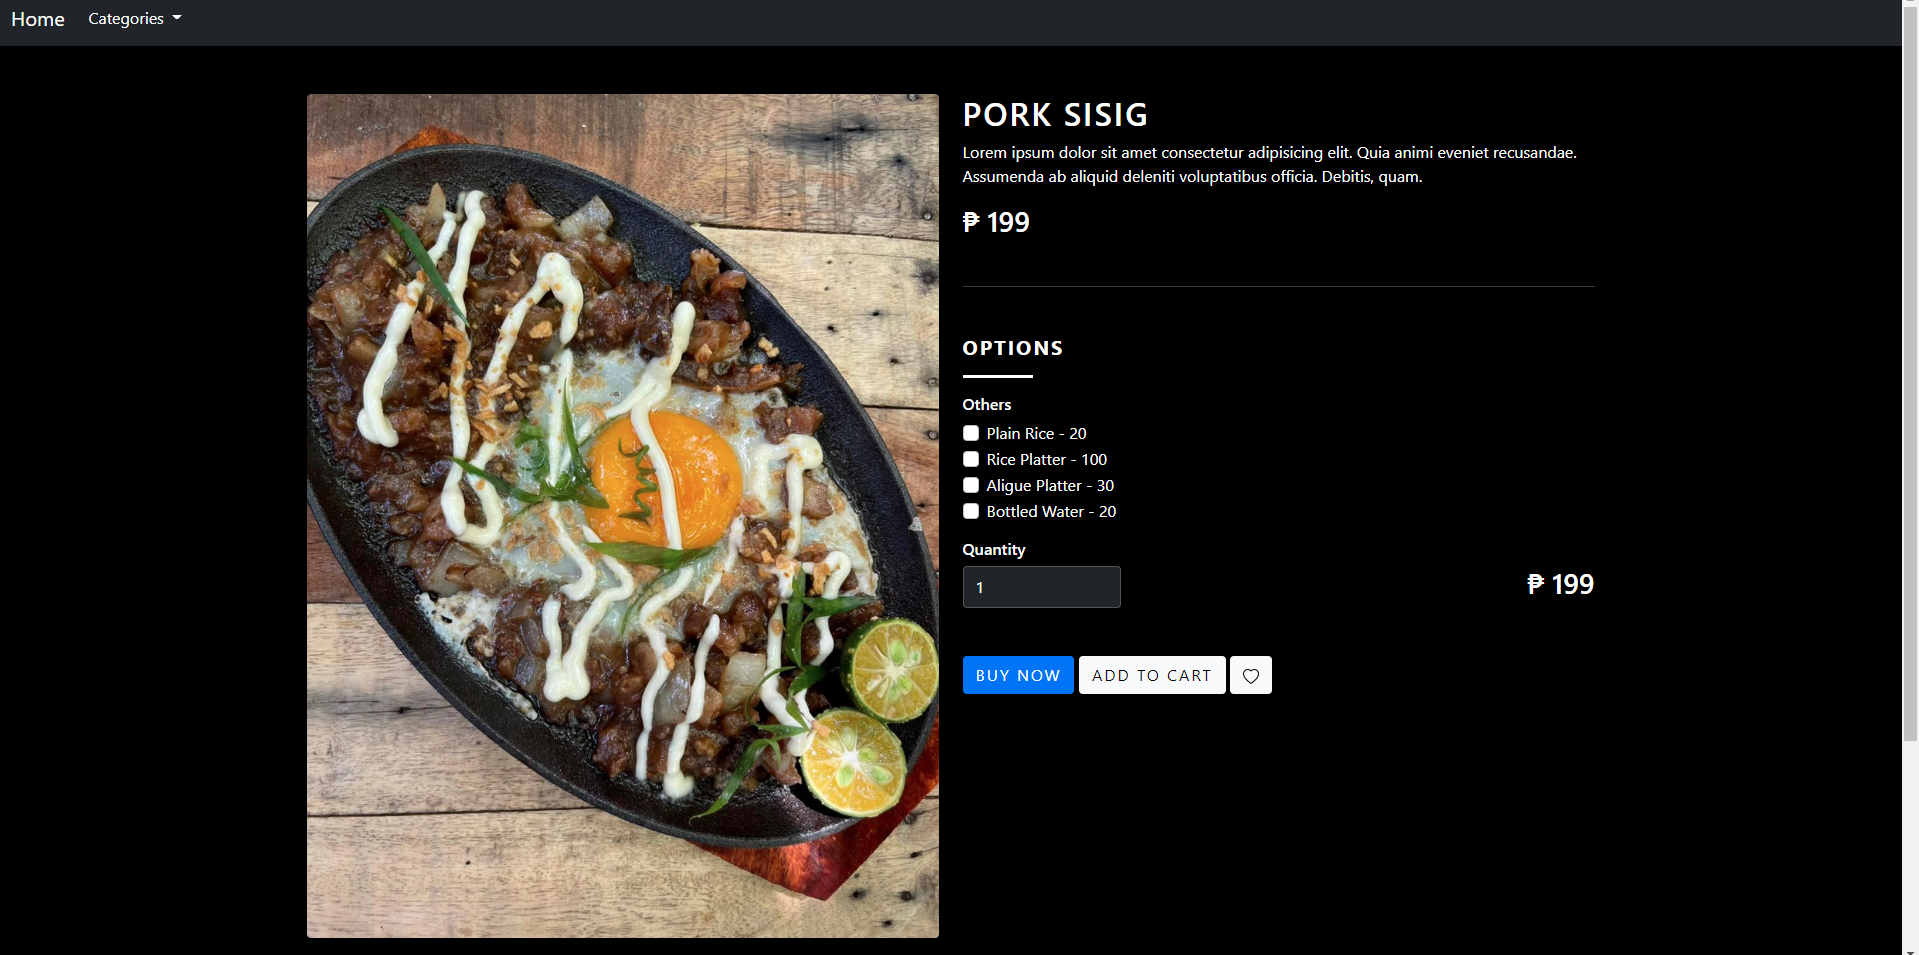 Home Categories
PORK SISIG
Lorem ipsum dolor sit amet consectetur adipisicing elit. Quia animi eveniet recusandae.
Assumenda ab aliquid deleniti voluptatibus officia. Debitis, quam.
₱ 199
OPTIONS
Others
Plain Rice - 20
Rice Platter - 100
Aligue Platter - 30
Bottled Water - 20
Quantity
1
₱ 199
BUY NOW ADD TO CART